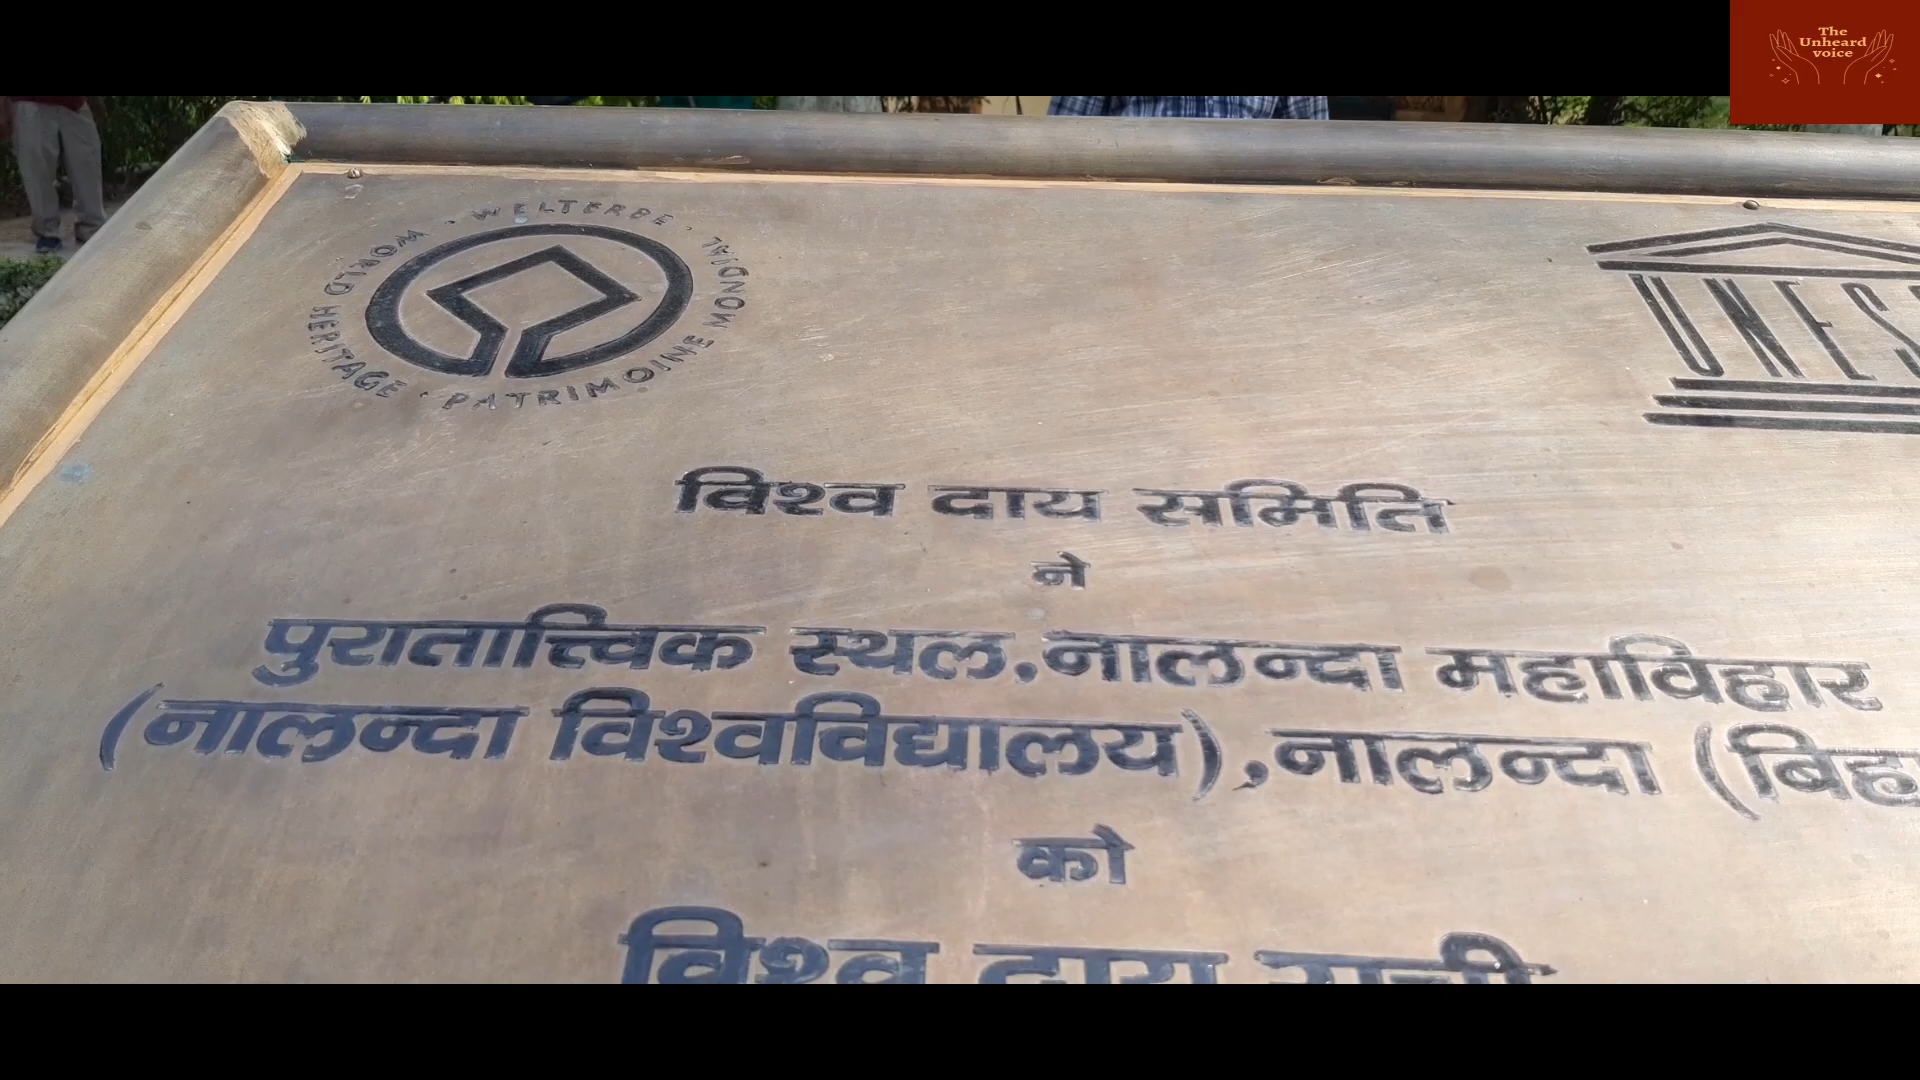 The
Unheard
voice
WORLD HERITAGE · WELTERBE · PATRIMOINE MONDIAL
विश्व दाय समिति
ने
पुरातात्त्विक स्थल, नालन्दा महाविहार
(नालन्दा विश्वविद्यालय), नालन्दा (बिहा
को
विश्व दाय सूची